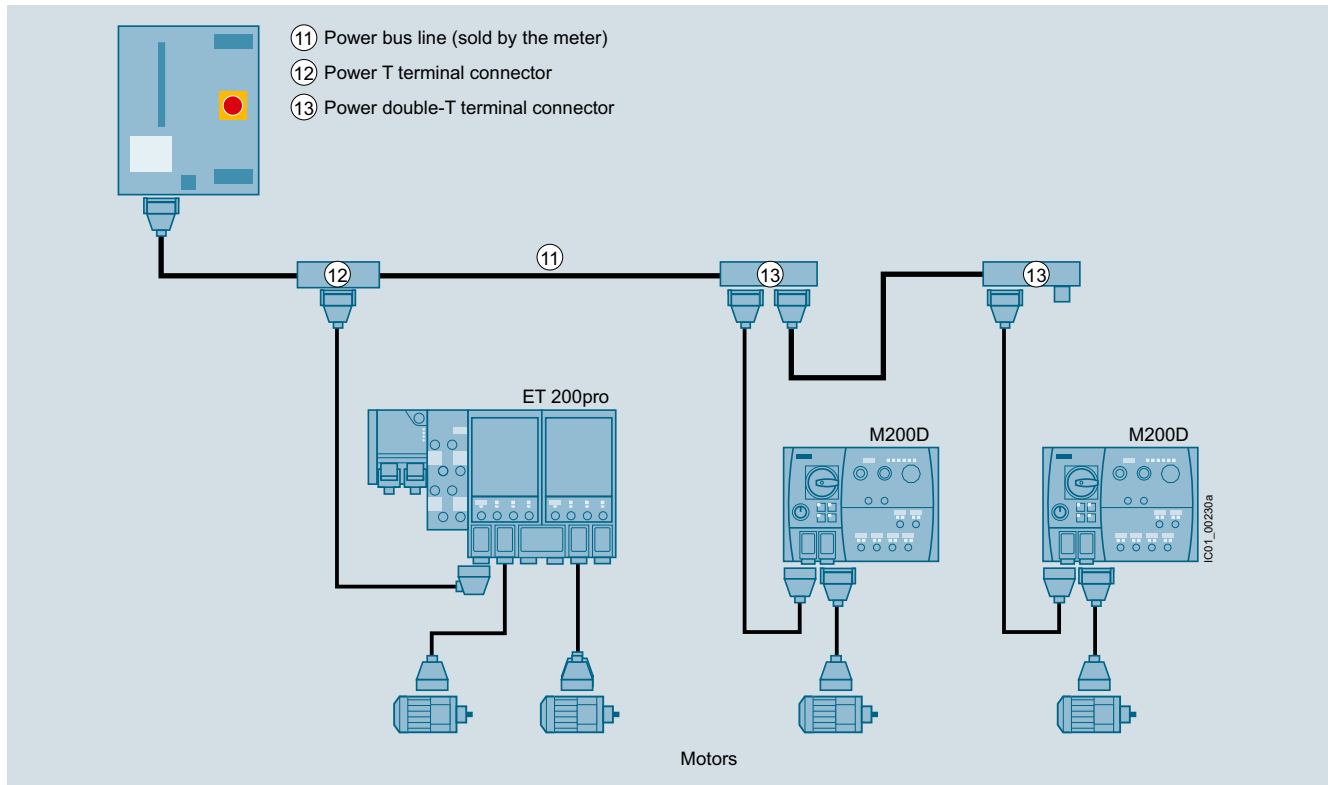 11 Power bus line (sold by the meter)
12 Power T terminal connector
13 Power double-T terminal connector
11
12
13
13
ET 200pro
M200D
M200D
IC01_00230a
Motors